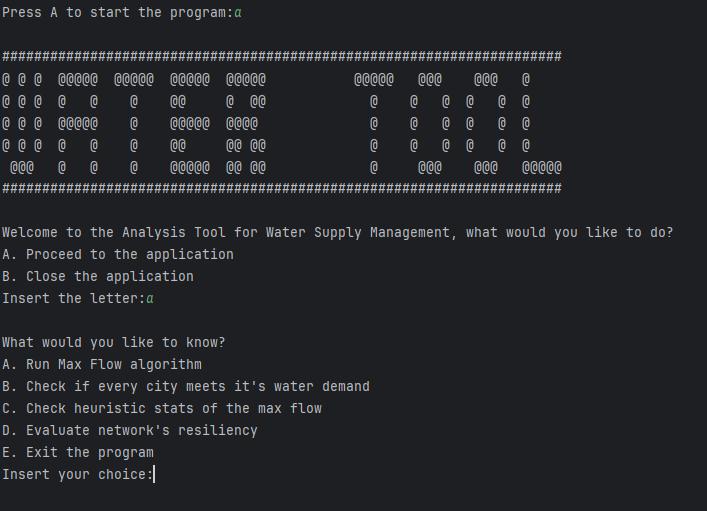 Press A to start the program:a
######################################################################
@ @ @  @@@@@  @@@@@  @@@@@  @@@@@           @@@@@   @@@    @@@   @
@ @ @  @   @    @    @@     @  @@             @    @   @  @   @  @
@ @ @  @@@@@    @    @@@@@  @@@@              @    @   @  @   @  @
@ @ @  @   @    @    @@     @@ @@             @    @   @  @   @  @
 @@@   @   @    @    @@@@@  @@ @@             @     @@@    @@@   @@@@@
######################################################################
Welcome to the Analysis Tool for Water Supply Management, what would you like to do?
A. Proceed to the application
B. Close the application
Insert the letter:a
What would you like to know?
A. Run Max Flow algorithm
B. Check if every city meets it's water demand
C. Check heuristic stats of the max flow
D. Evaluate network's resiliency
E. Exit the program
Insert your choice: